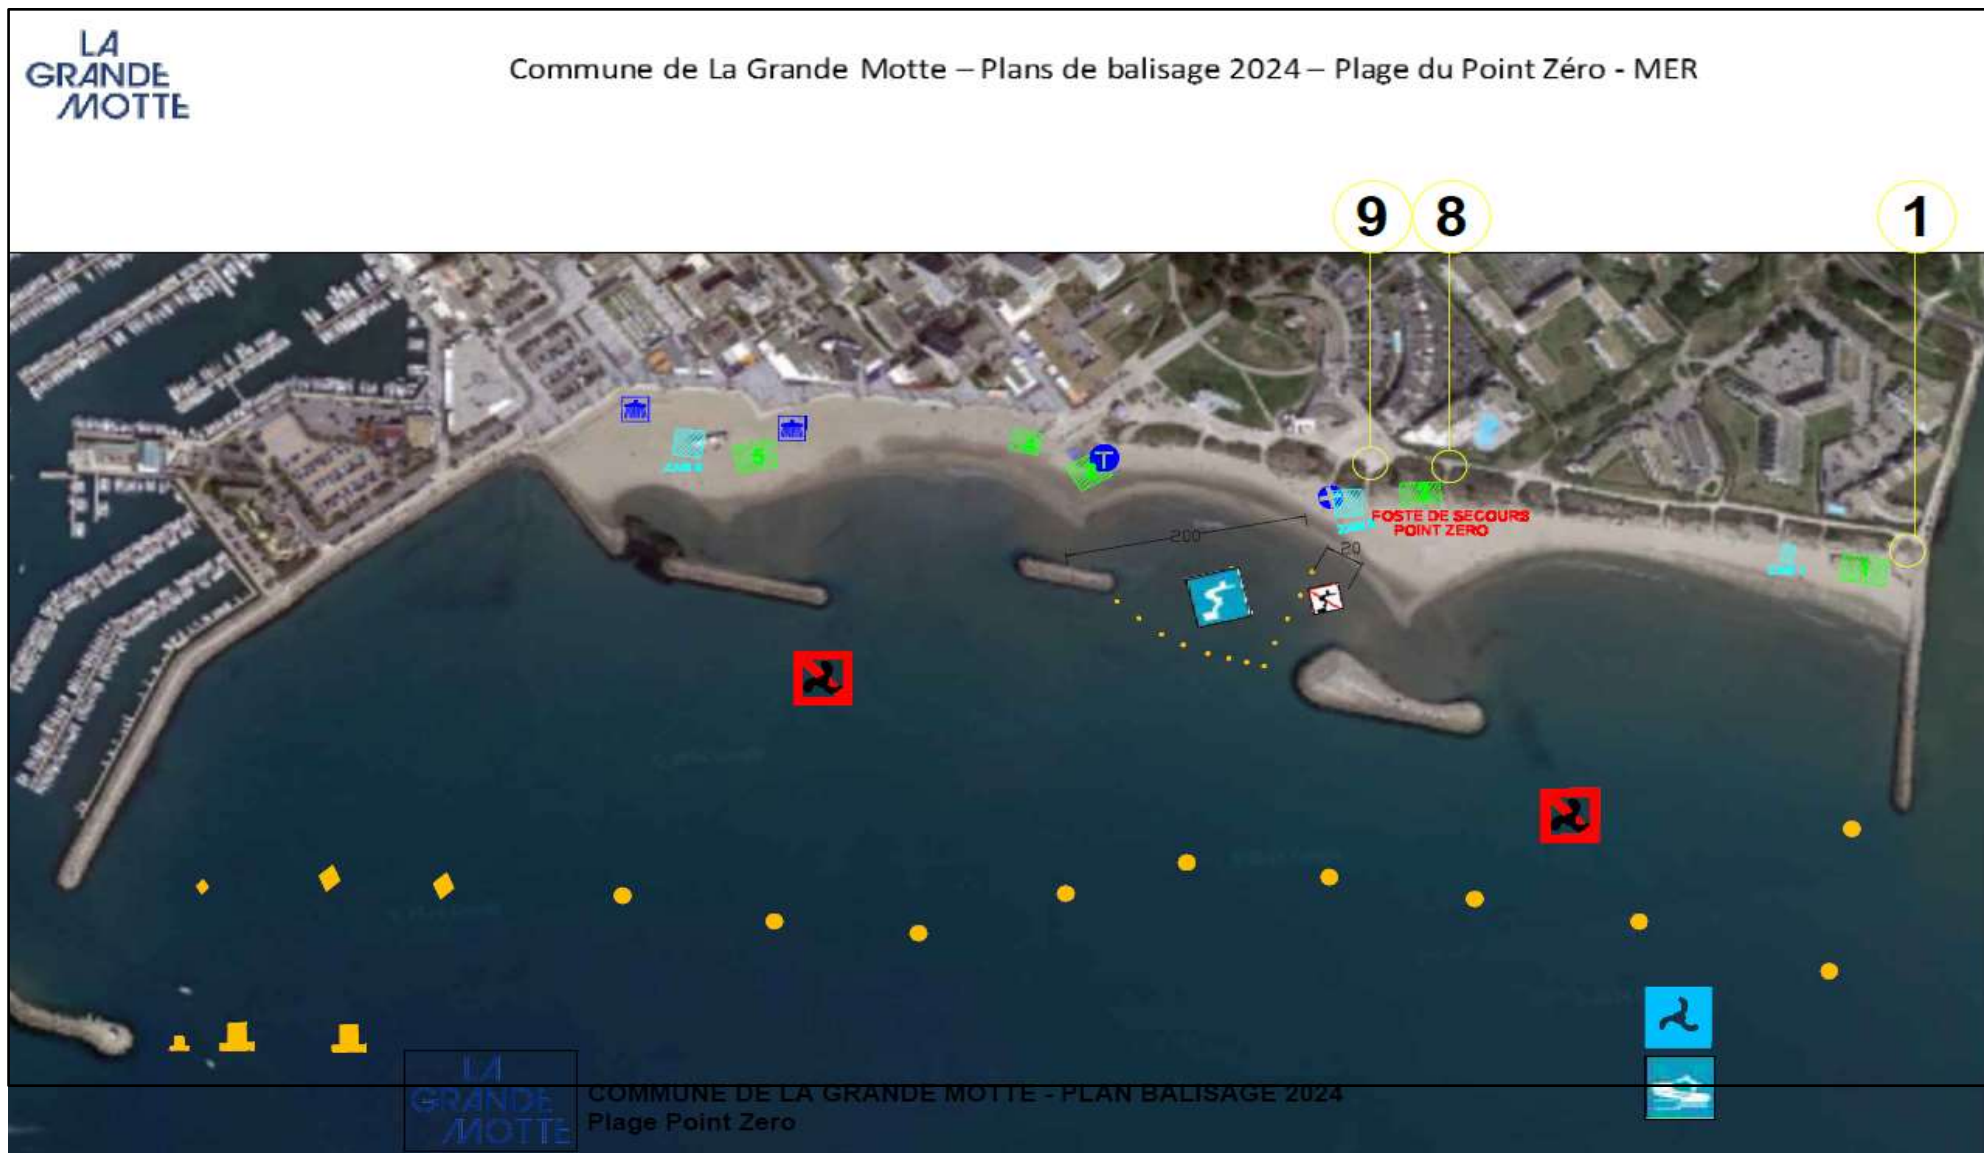 LA
GRANDE
MOTTE
Commune de La Grande Motte – Plans de balisage 2024 – Plage du Point Zéro - MER
9 8 1
5
4
T
POSTE DE SECOURS
POINT ZERO
200
20
LA
GRANDE
MOTTE
COMMUNE DE LA GRANDE MOTTE - PLAN BALISAGE 2024
Plage Point Zero